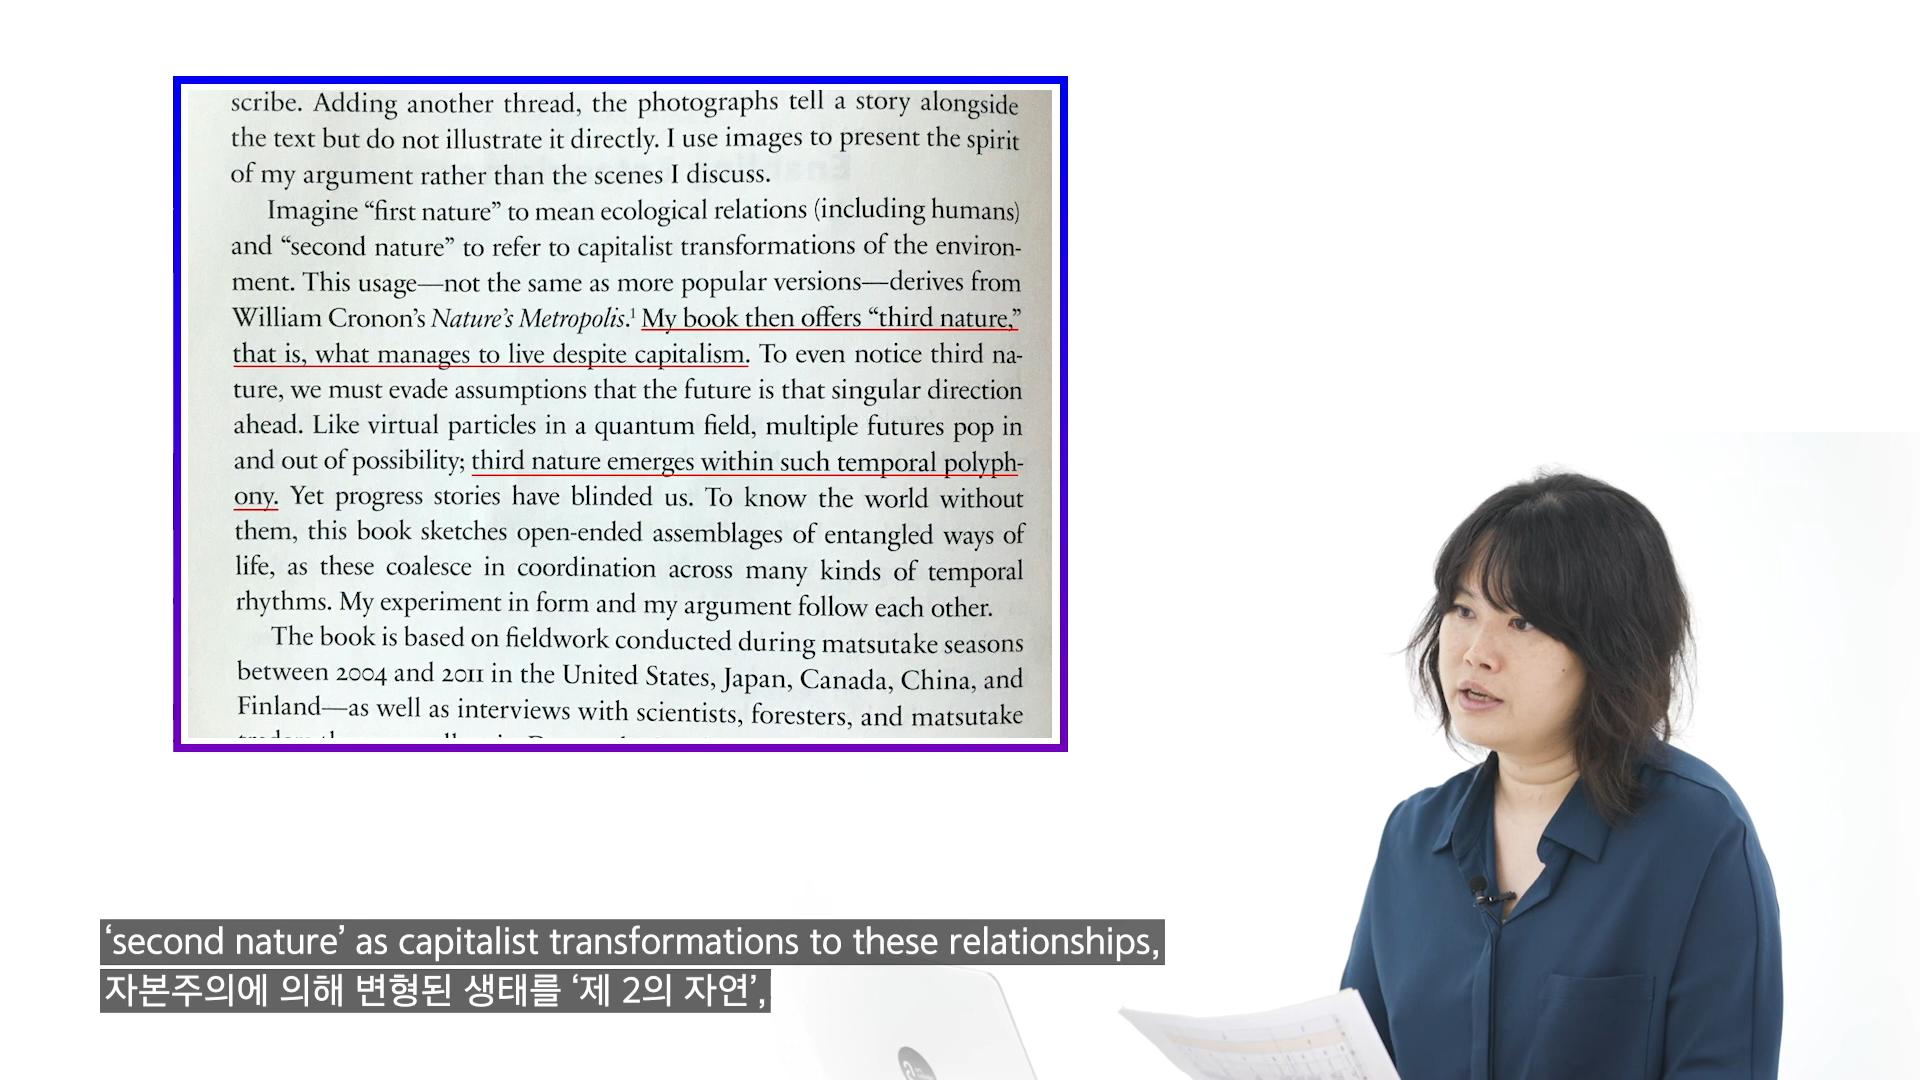 scribe. Adding another thread, the photographs tell a story alongside
the text but do not illustrate it directly. I use images to present the spirit
of my argument rather than the scenes I discuss.
Imagine “first nature” to mean ecological relations (including humans)
and “second nature” to refer to capitalist transformations of the environ-
ment. This usage—not the same as more popular versions—derives from
William Cronon’s Nature’s Metropolis.¹ My book then offers “third nature,”
that is, what manages to live despite capitalism. To even notice third na-
ture, we must evade assumptions that the future is that singular direction
ahead. Like virtual particles in a quantum field, multiple futures pop in
and out of possibility; third nature emerges within such temporal polyph-
ony. Yet progress stories have blinded us. To know the world without
them, this book sketches open-ended assemblages of entangled ways of
life, as these coalesce in coordination across many kinds of temporal
rhythms. My experiment in form and my argument follow each other.
The book is based on fieldwork conducted during matsutake seasons
between 2004 and 2011 in the United States, Japan, Canada, China, and
Finland—as well as interviews with scientists, foresters, and matsutake
‘second nature’ as capitalist transformations to these relationships,
자본주의에 의해 변형된 생태를 ‘제 2의 자연’,